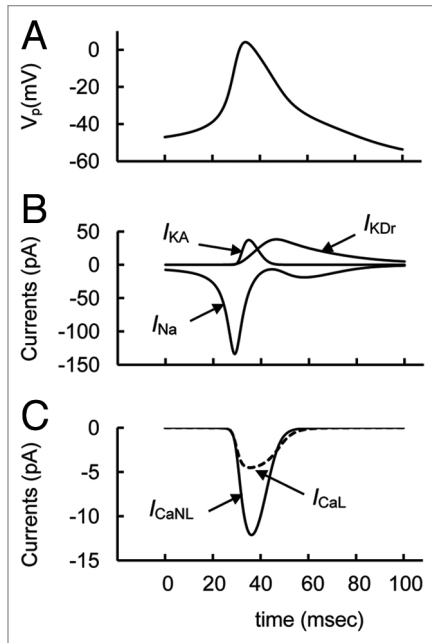 A
0
-20
-40
-60
Vp(mV)
B
50
0
-50
-100
-150
Currents (pA)
IKA
IKDr
INa
C
0
-5
-10
-15
Currents (pA)
ICaNL
ICaL
0 20 40 60 80 100
time (msec)